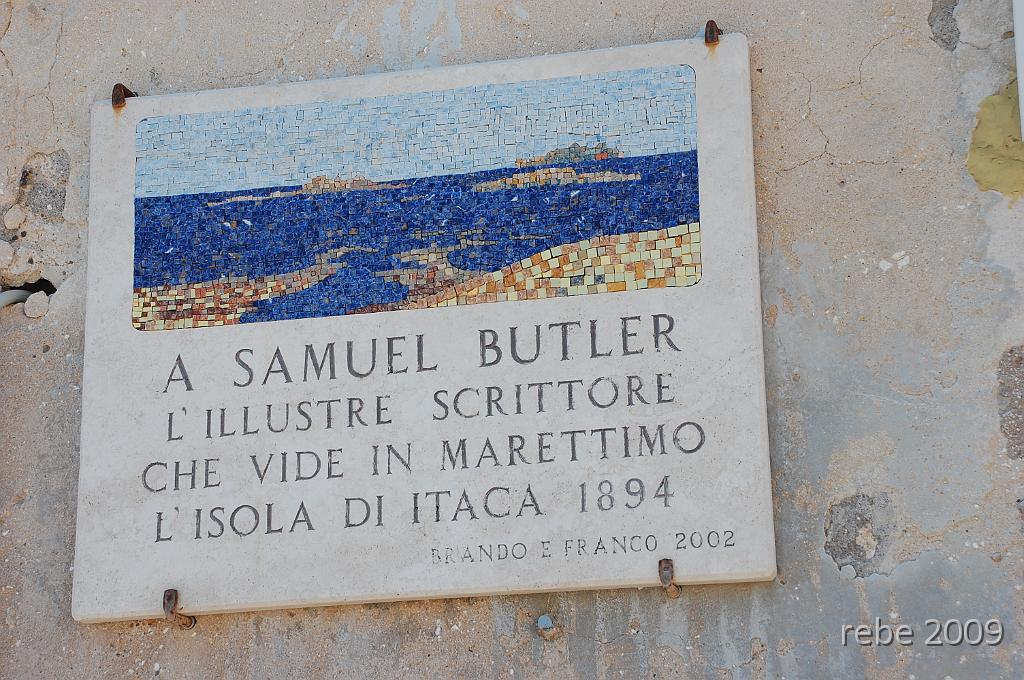 A SAMUEL BUTLER
L'ILLUSTRE SCRITTORE
CHE VIDE IN MARETTIMO
L'ISOLA DI ITACA 1894
BRANDO E FRANCO 2002
rebe 2009